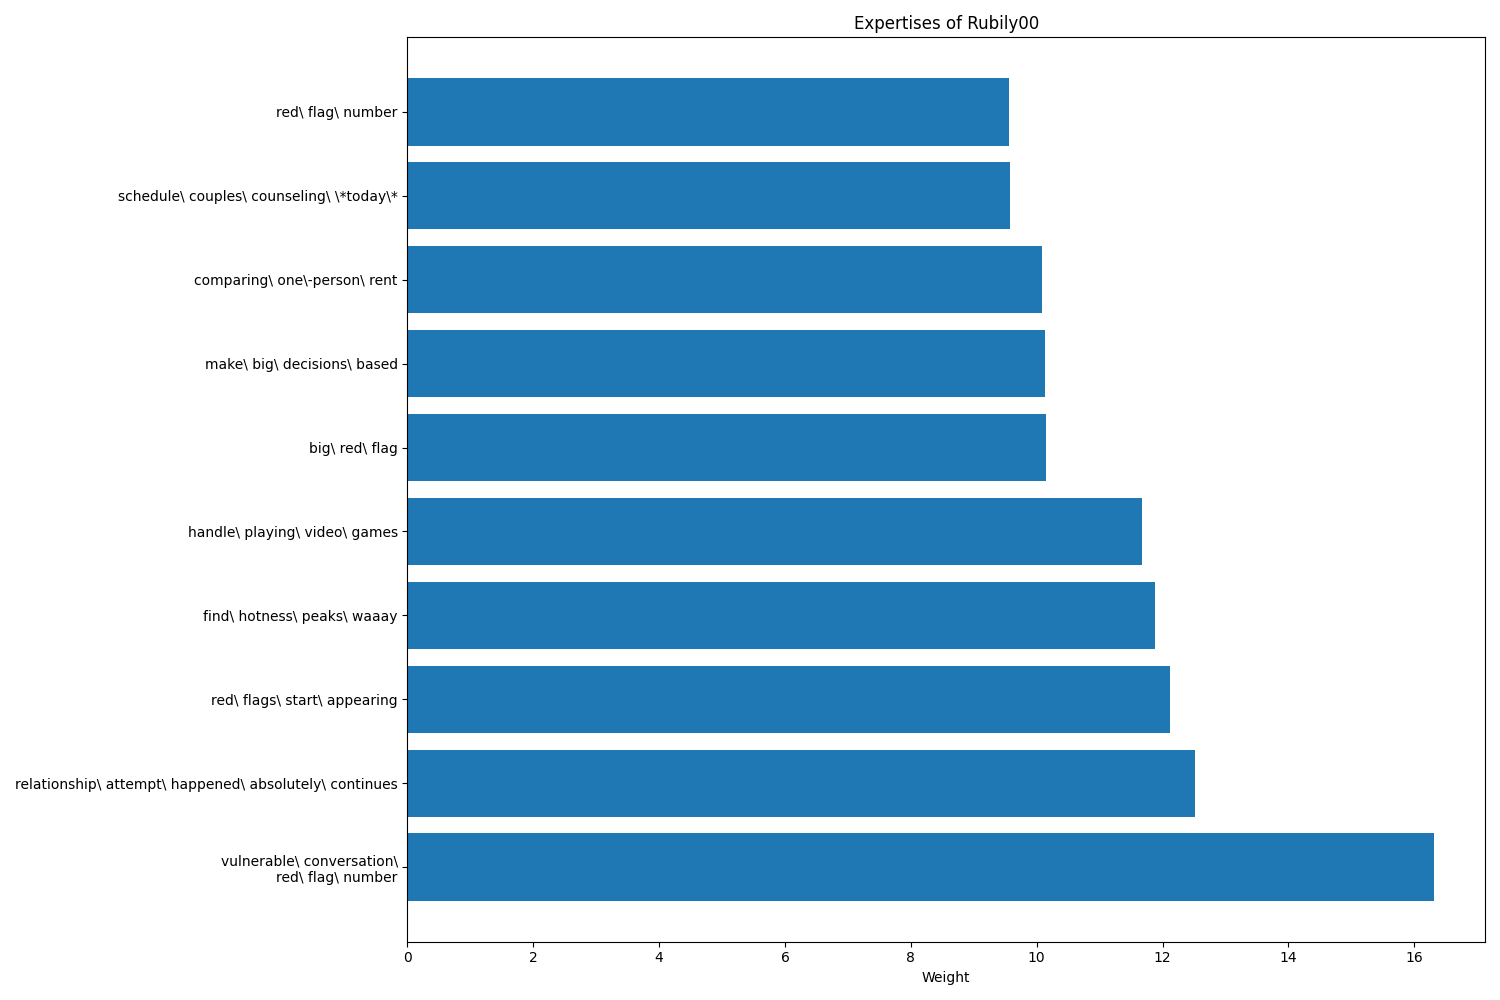 Expertises of Rubily00
red\ flag\ number
schedule\ couples\ counseling\ \*today\*
comparing\ one\-person\ rent
make\ big\ decisions\ based
big\ red\ flag
handle\ playing\ video\ games
find\ hotness\ peaks\ waaay
red\ flags\ start\ appearing
relationship\ attempt\ happened\ absolutely\ continues
vulnerable\ conversation\
red\ flag\ number
0 2 4 6 8 10 12 14 16
Weight